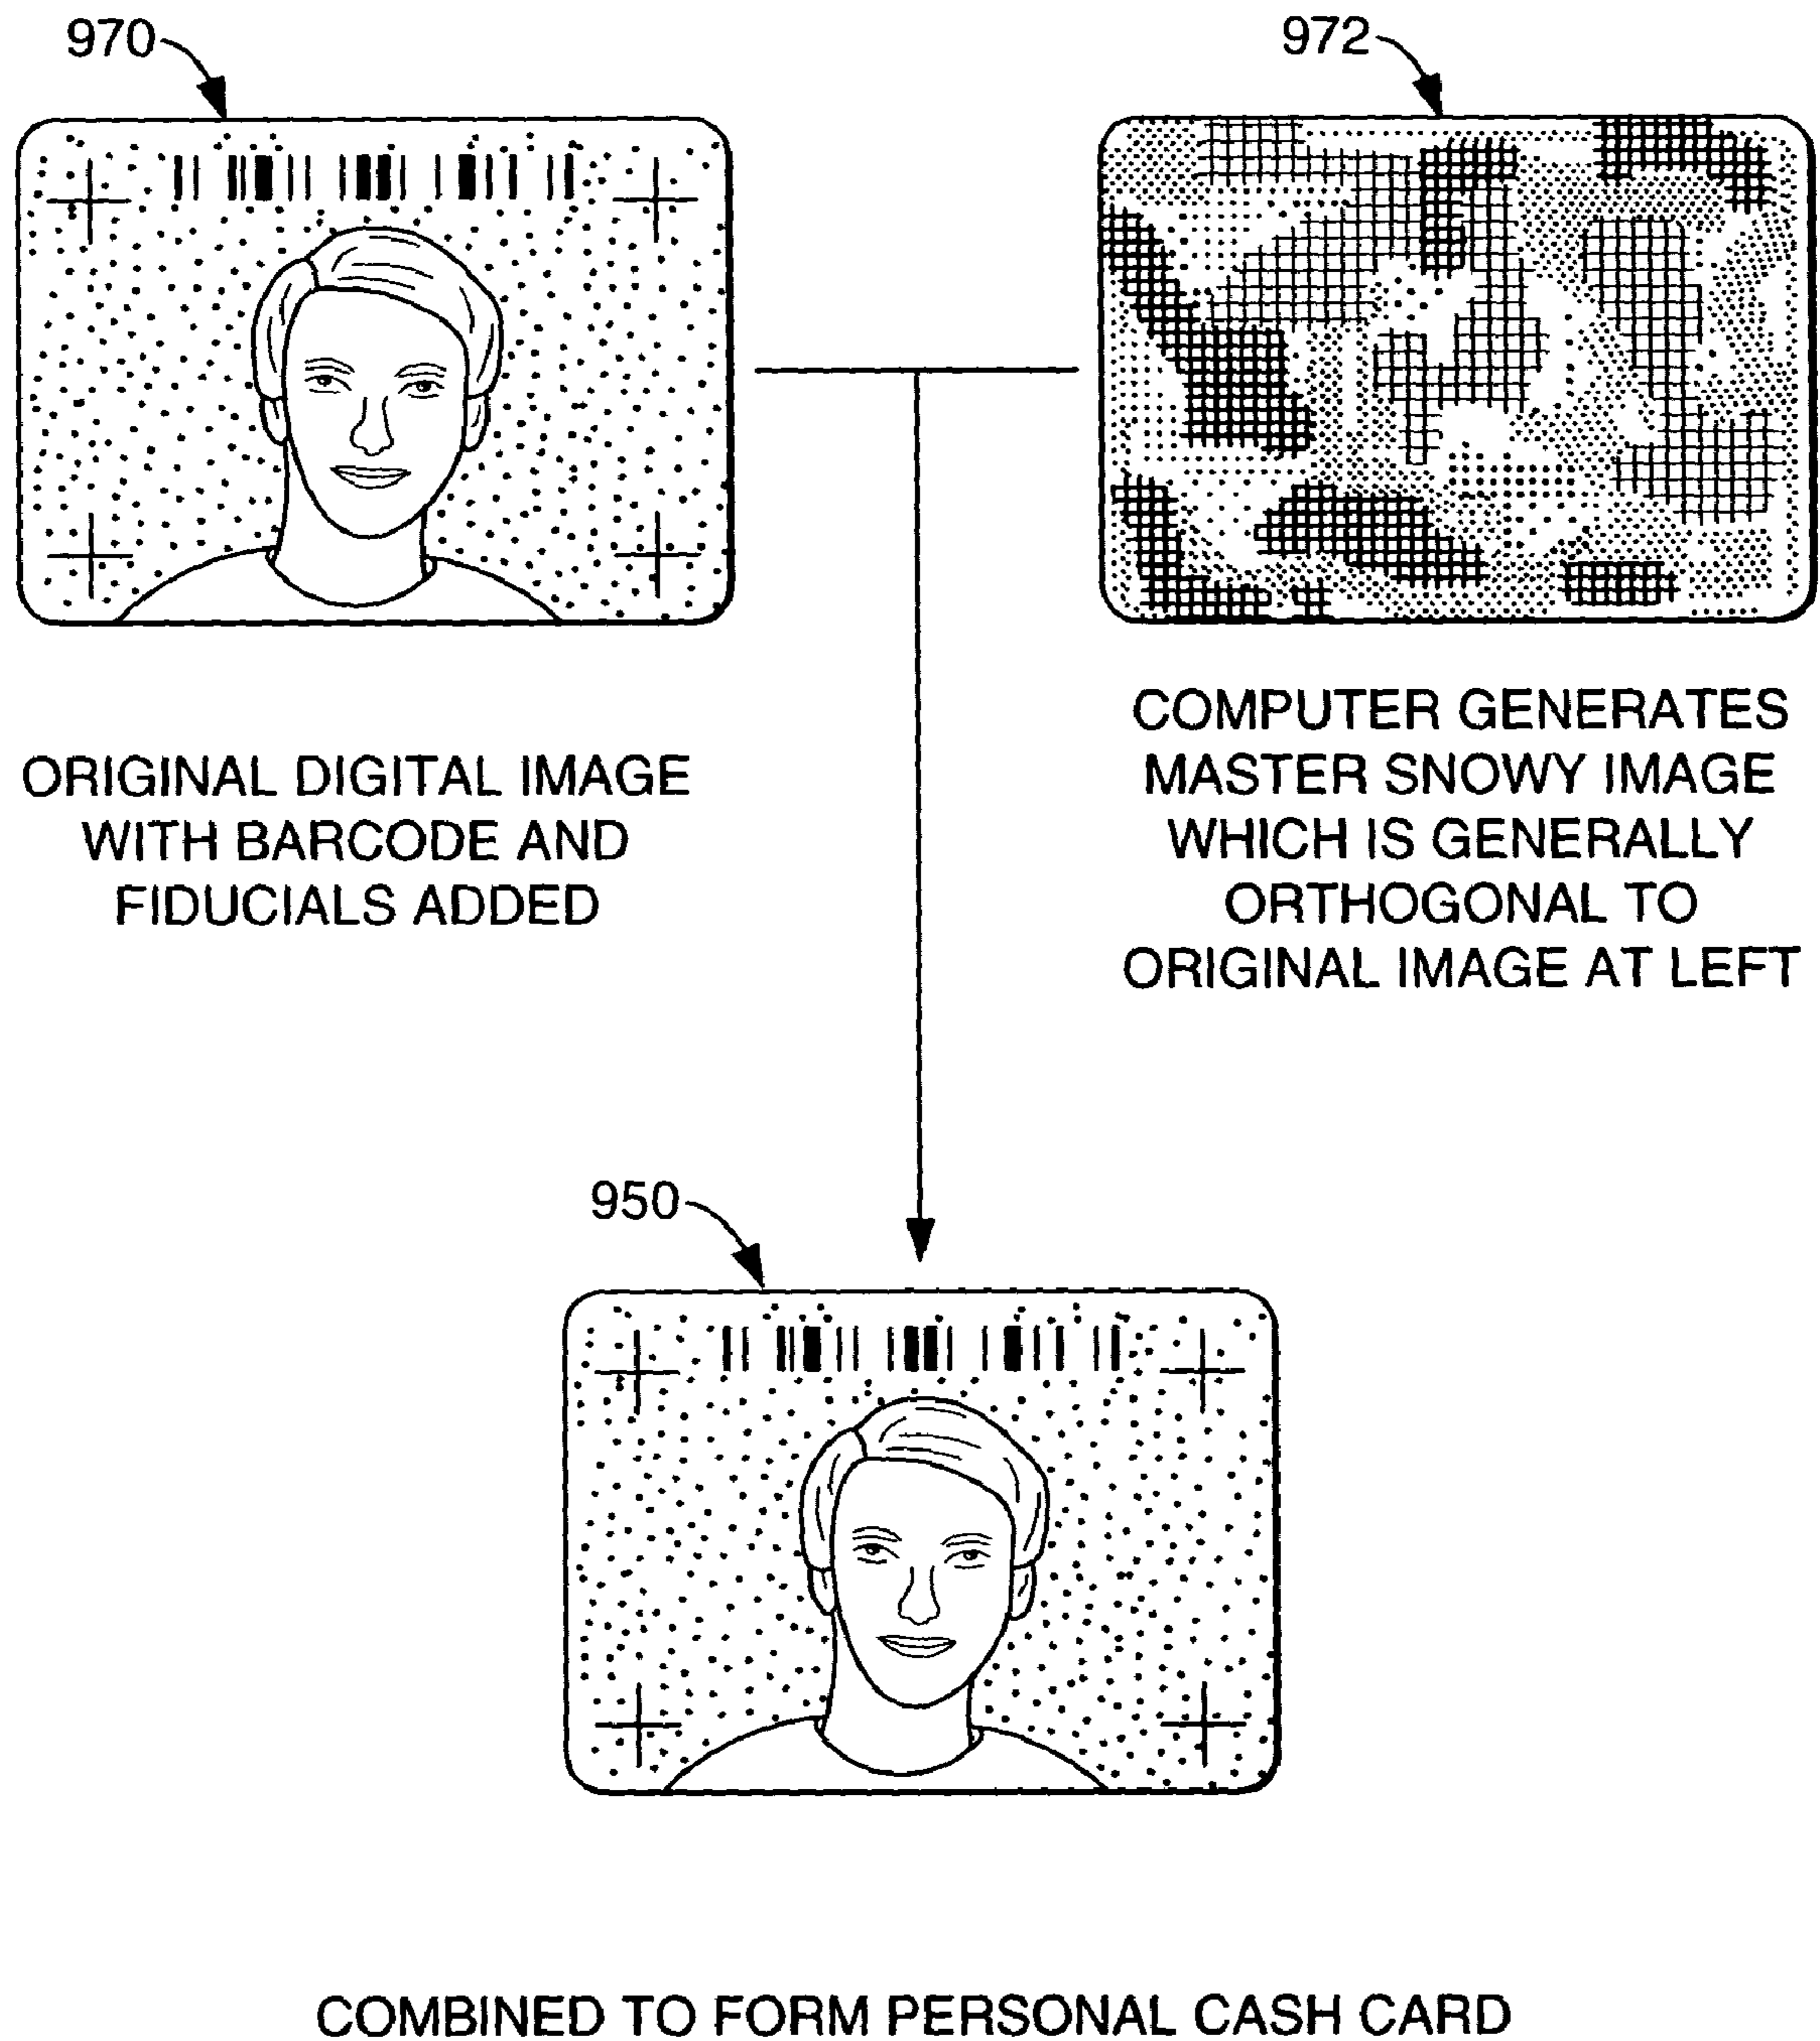 970
972
ORIGINAL DIGITAL IMAGE
WITH BARCODE AND
FIDUCIALS ADDED
COMPUTER GENERATES
MASTER SNOWY IMAGE
WHICH IS GENERALLY
ORTHOGONAL TO
ORIGINAL IMAGE AT LEFT
950
COMBINED TO FORM PERSONAL CASH CARD